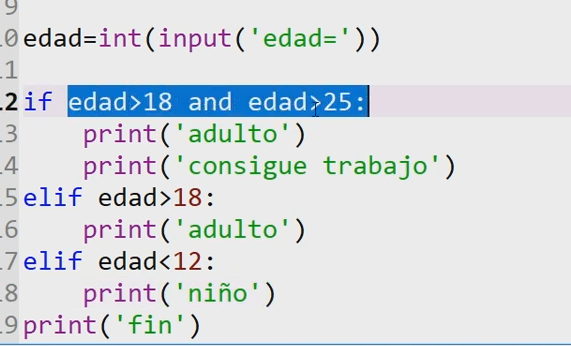 9
10 edad=int(input('edad='))
11
12 if edad>18 and edad>25:
13     print('adulto')
14     print('consigue trabajo')
15 elif edad>18:
16     print('adulto')
17 elif edad<12:
18     print('niño')
19 print('fin')